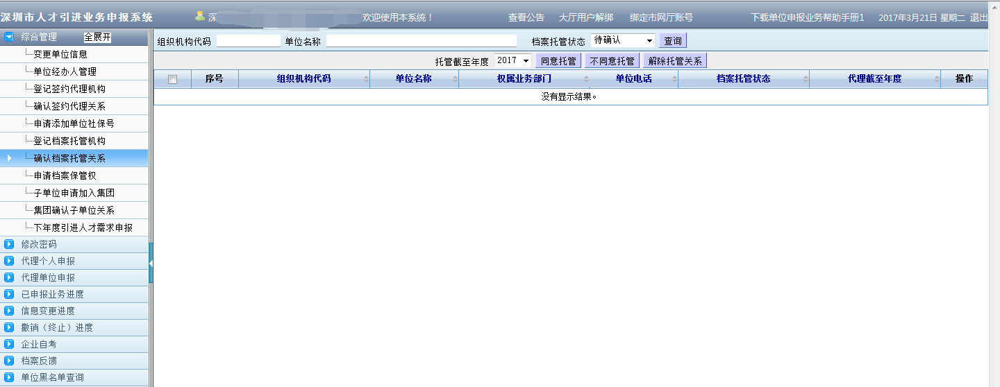 深圳市人才引进业务申报系统 深 欢迎使用本系统！ 查看公告 大厅用户解绑 绑定市网厅账号 下载单位申报业务帮助手册1 2017年3月21日 星期二 退出
综合管理 全展开
变更单位信息
单位经办人管理
登记签约代理机构
确认签约代理关系
申请添加单位社保号
登记档案托管机构
确认档案托管关系
申请档案保管权
子单位申请加入集团
集团确认子单位关系
下年度引进人才需求申报
修改密码
代理个人申报
代理单位申报
已申报业务进度
信息变更进度
撤销（终止）进度
企业自考
档案反馈
单位黑名单查询
组织机构代码 单位名称 档案托管状态 待确认 查询
托管截至年度 2017 同意托管 不同意托管 解除托管关系
序号 组织机构代码 单位名称 权属业务部门 单位电话 档案托管状态 代理截至年度 操作
没有显示结果。